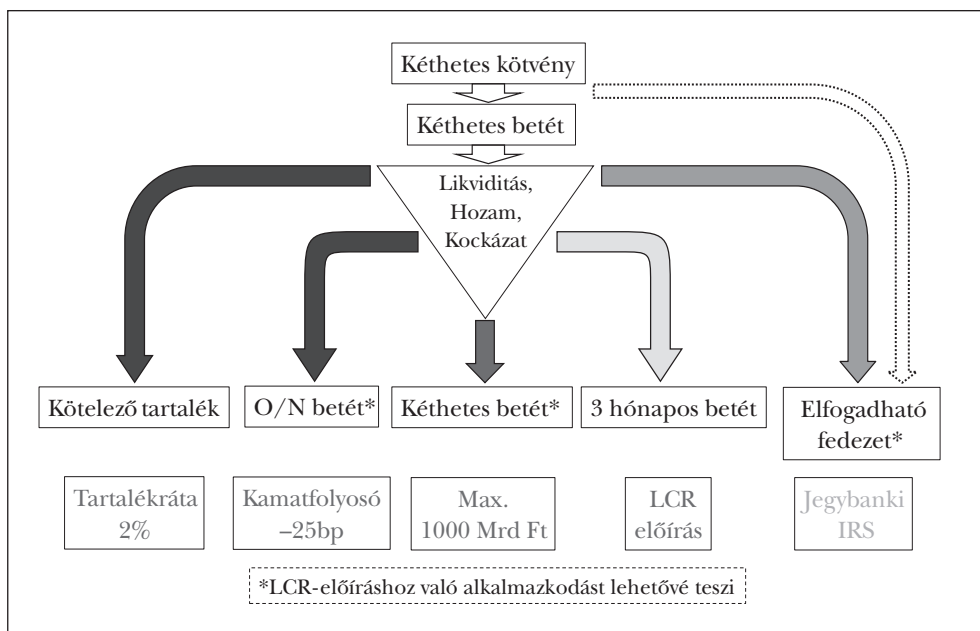 Kéthetes kötvény
Kéthetes betét
Likviditás,
Hozam,
Kockázat
Kötelező tartalék
O/N betét*
Kéthetes betét*
3 hónapos betét
Elfogadható
fedezet*
Tartalékráta
2%
Kamatfolyosó
–25bp
Max.
1000 Mrd Ft
LCR
előírás
Jegybanki
IRS
*LCR-előíráshoz való alkalmazkodást lehetővé teszi